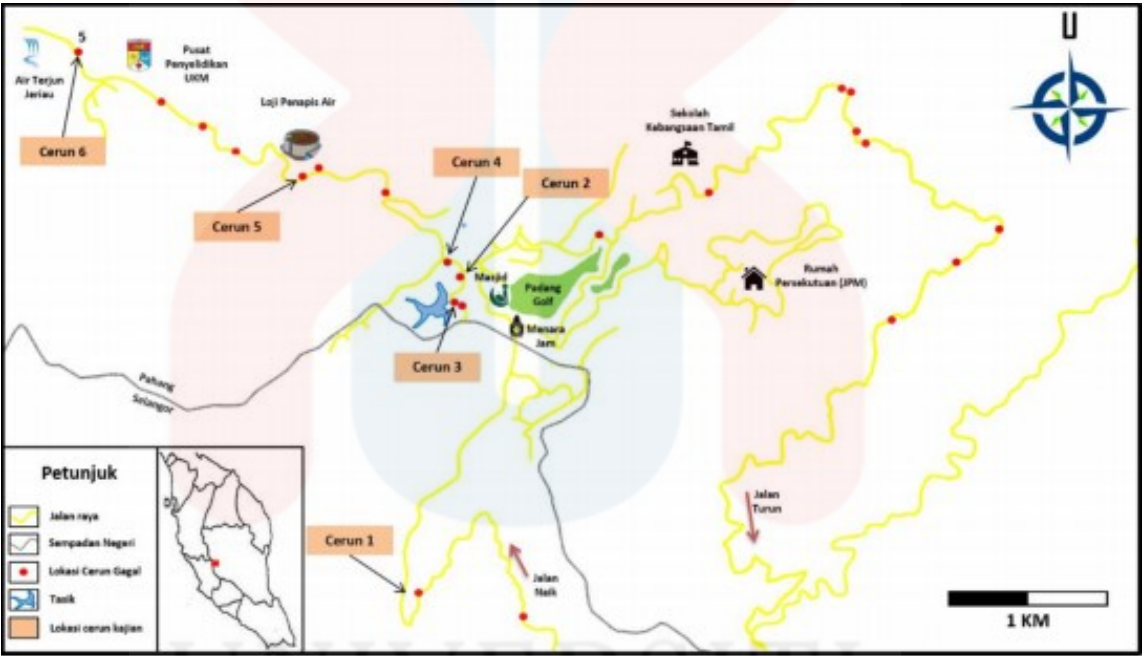 U
5
Air Terjun
Jeriau
Pusat
Penyelidikan
UKM
Loji Penapis Air
Sekolah
Kebangsaan Tamil
Cerun 6
Cerun 4
Cerun 2
Cerun 5
Masjid
Padang
Golf
Rumah
Persekutuan (JPM)
Menara
Jam
Cerun 3
Pahang
Selangor
Petunjuk
Jalan raya
Sempadan Negeri
Lokasi Cerun Gagal
Tasik
Lokasi cerun kajian
Cerun 1
Jalan
Naik
Jalan
Turun
1 KM